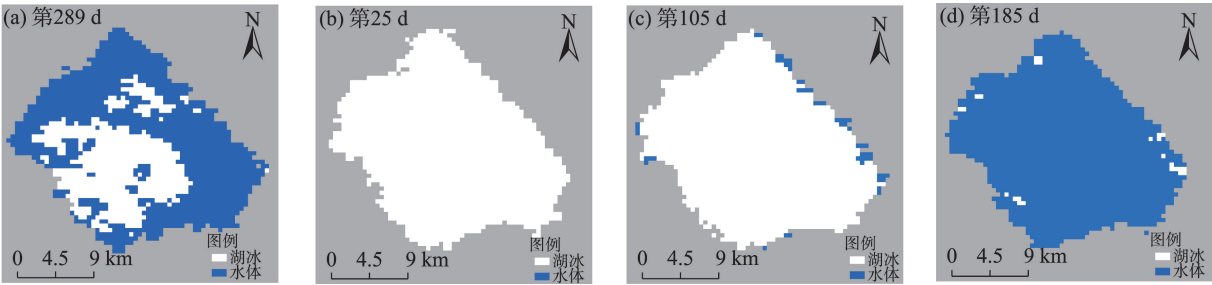 (a) 第289 d
N
图例
湖冰
水体
0 4.5 9 km
(b) 第25 d
N
图例
湖冰
水体
0 4.5 9 km
(c) 第105 d
N
图例
湖冰
水体
0 4.5 9 km
(d) 第185 d
N
图例
湖冰
水体
0 4.5 9 km